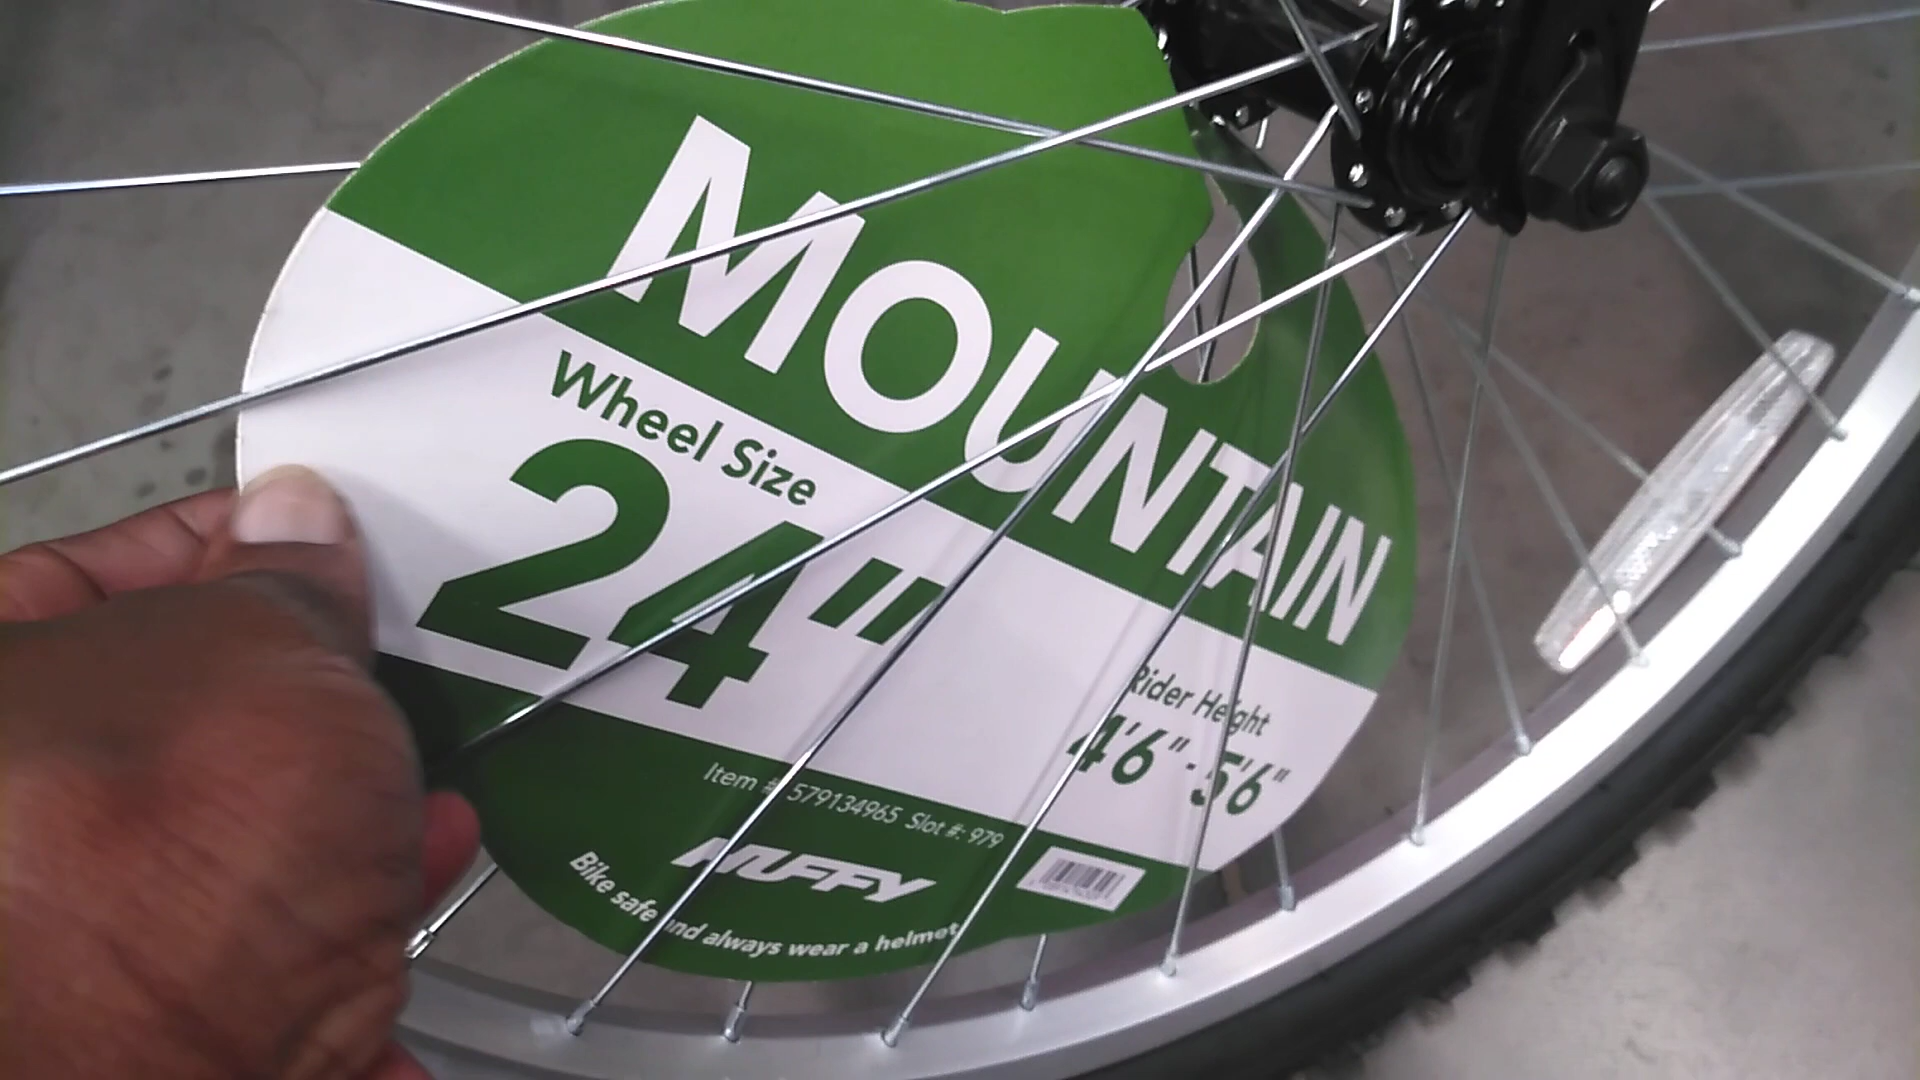 MOUNTAIN
Wheel Size
24"
Rider Height
4'6" - 5'6"
Item #: 579134965 Slot #: 979
HUFFY
Bike safe and always wear a helmet